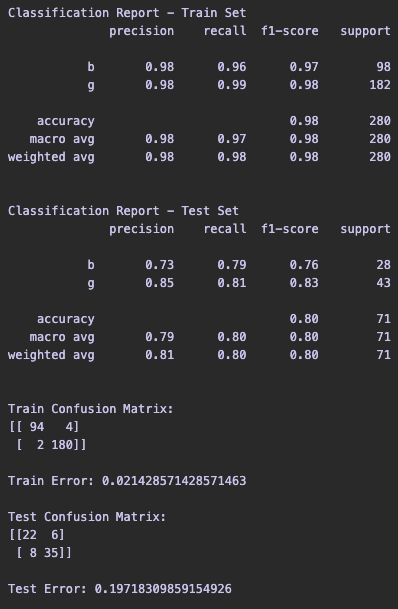 Classification Report - Train Set
              precision    recall  f1-score   support

           b       0.98      0.96      0.97        98
           g       0.98      0.99      0.98       182

    accuracy                           0.98       280
   macro avg       0.98      0.97      0.98       280
weighted avg       0.98      0.98      0.98       280

Classification Report - Test Set
              precision    recall  f1-score   support

           b       0.73      0.79      0.76        28
           g       0.85      0.81      0.83        43

    accuracy                           0.80        71
   macro avg       0.79      0.80      0.80        71
weighted avg       0.81      0.80      0.80        71

Train Confusion Matrix:
[[ 94   4]
 [  2 180]]

Train Error: 0.021428571428571463

Test Confusion Matrix:
[[22  6]
 [ 8 35]]

Test Error: 0.19718309859154926